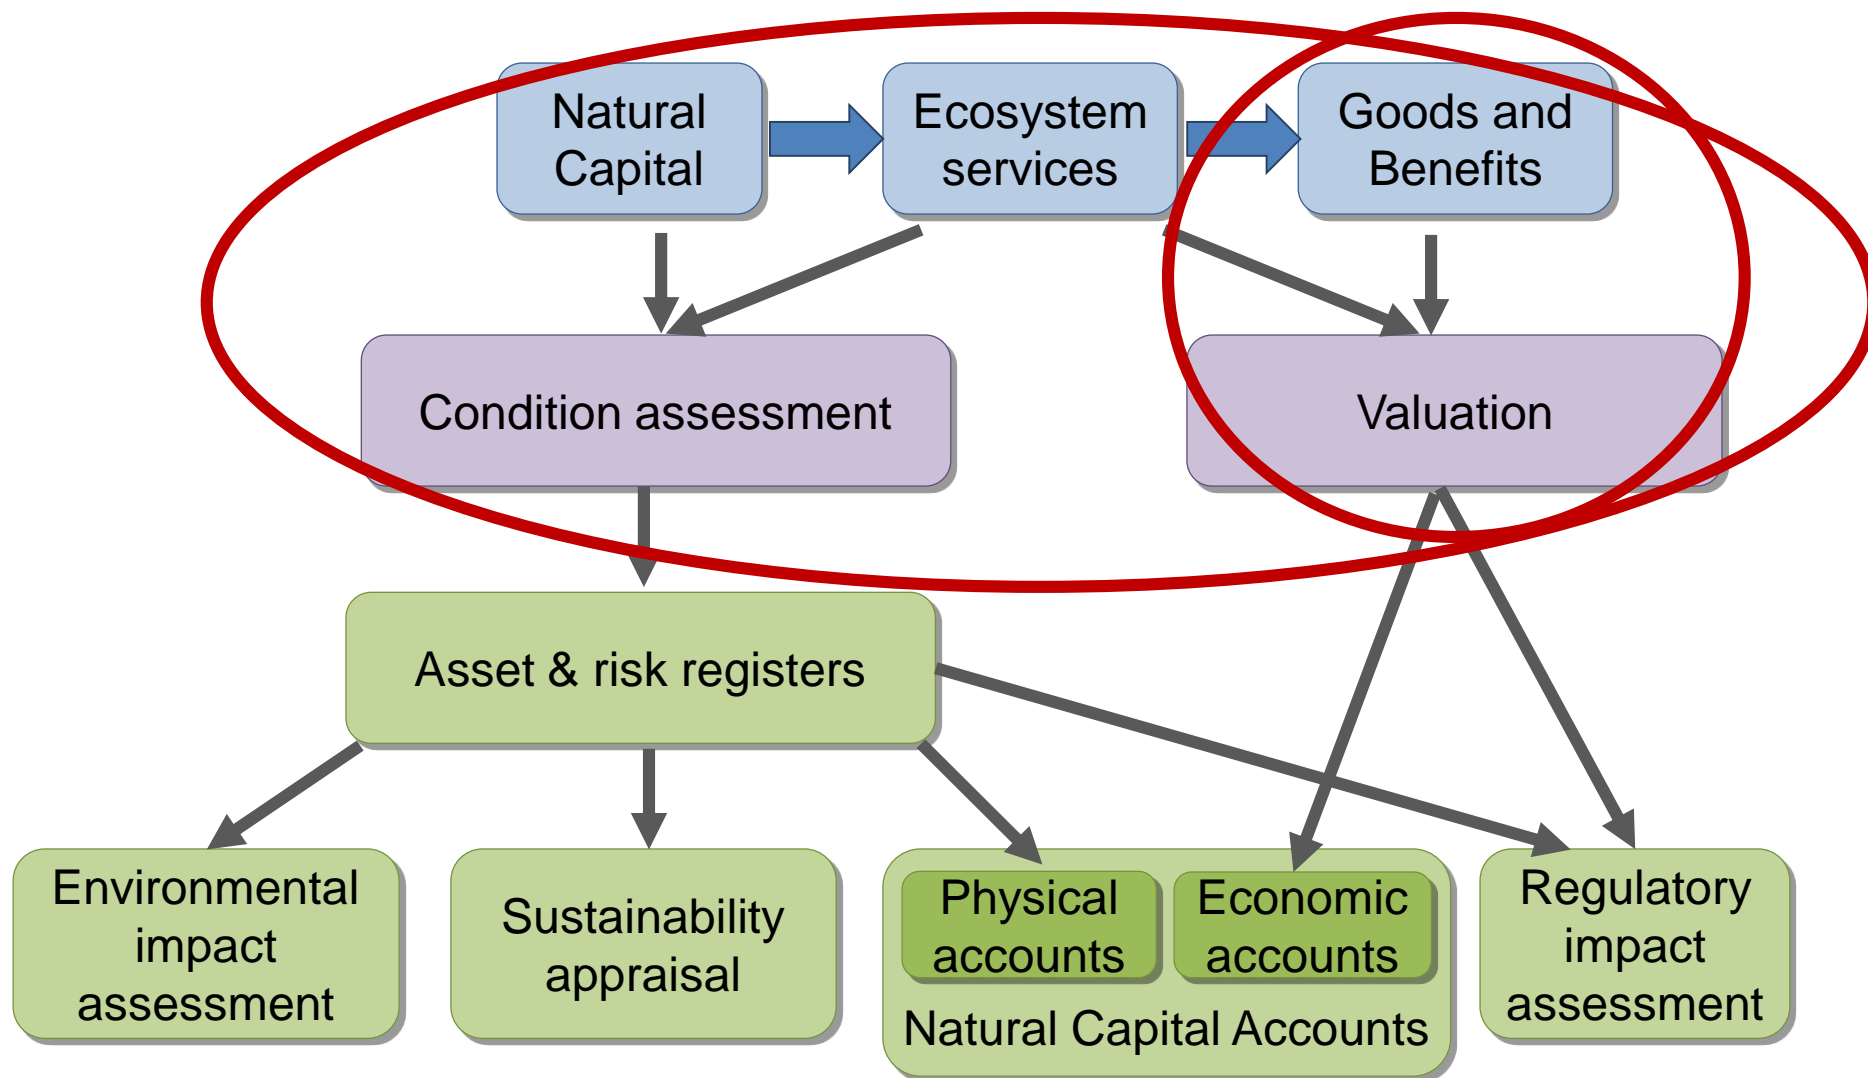 Natural
Capital
Ecosystem
services
Goods and
Benefits
Condition assessment
Valuation
Asset & risk registers
Environmental
impact
assessment
Sustainability
appraisal
Physical
accounts
Economic
accounts
Natural Capital Accounts
Regulatory
impact
assessment